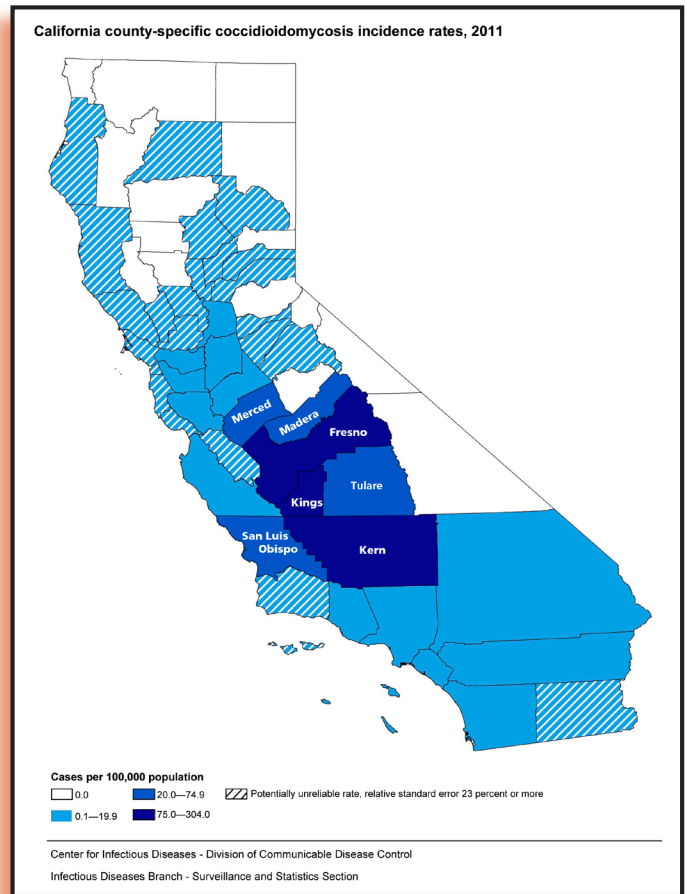 California county-specific coccidioidomycosis incidence rates, 2011
Merced
Madera
Fresno
Tulare
Kings
San Luis
Obispo
Kern
Cases per 100,000 population
0.0
20.0—74.9
Potentially unreliable rate, relative standard error 23 percent or more
0.1—19.9
75.0—304.0
Center for Infectious Diseases - Division of Communicable Disease Control
Infectious Diseases Branch - Surveillance and Statistics Section